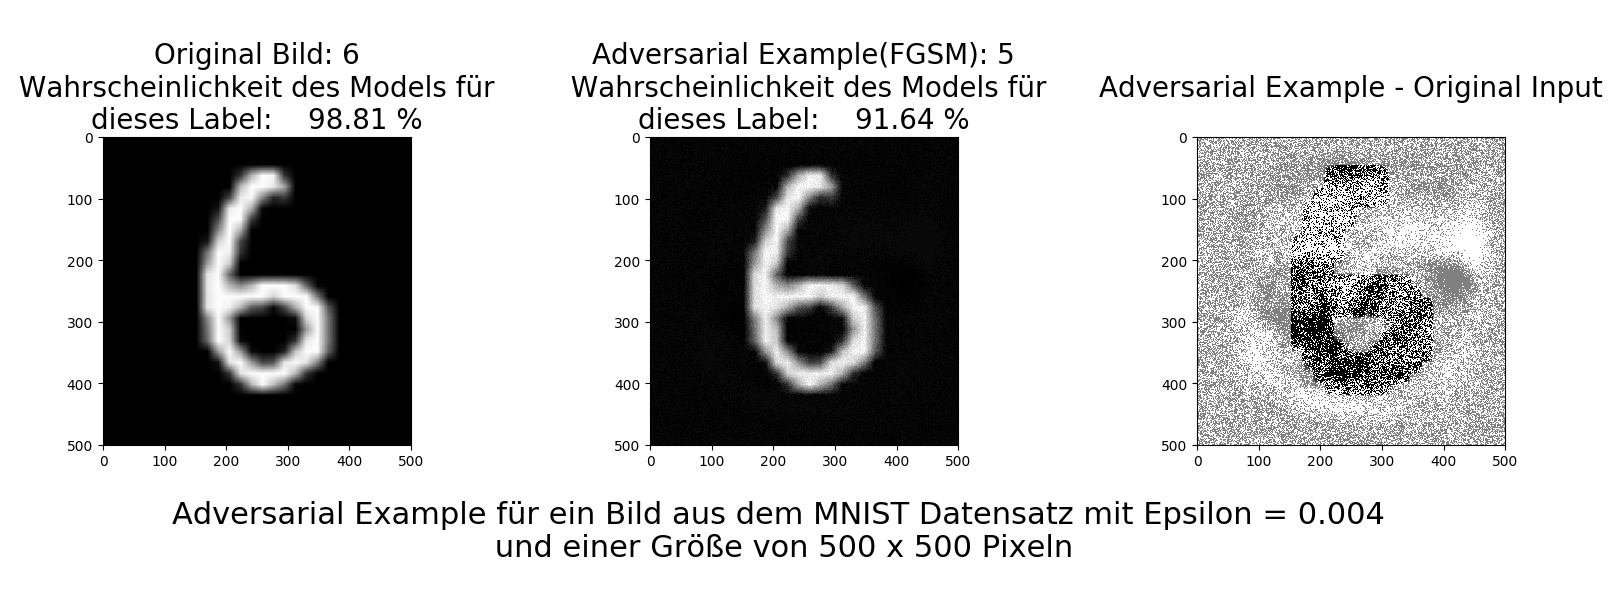 Original Bild: 6
Wahrscheinlichkeit des Models für
dieses Label: 98.81 %
0
100
200
300
400
500
0 100 200 300 400 500
6
Adversarial Example(FGSM): 5
Wahrscheinlichkeit des Models für
dieses Label: 91.64 %
0
100
200
300
400
500
0 100 200 300 400 500
6
Adversarial Example - Original Input
0
100
200
300
400
500
0 100 200 300 400 500
6
Adversarial Example für ein Bild aus dem MNIST Datensatz mit Epsilon = 0.004
und einer Größe von 500 x 500 Pixeln